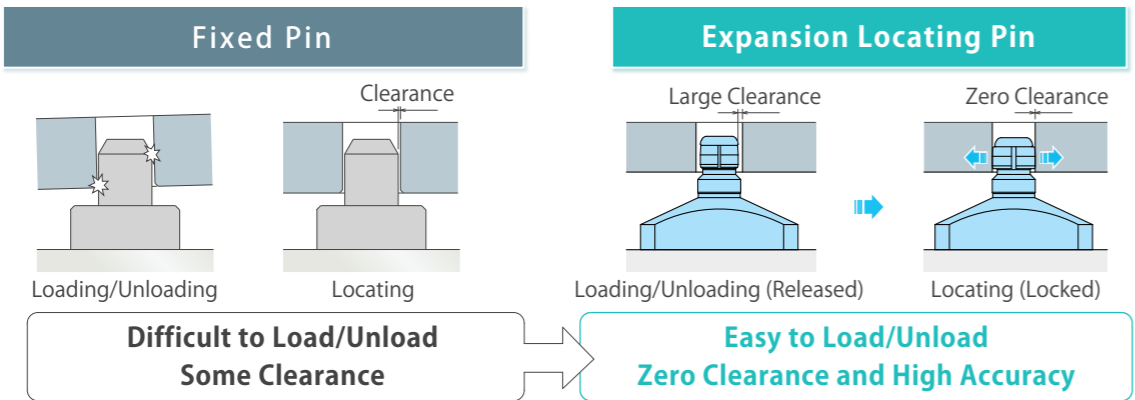 Fixed Pin
Expansion Locating Pin
Clearance
Large Clearance
Zero Clearance
Loading/Unloading
Locating
Loading/Unloading (Released)
Locating (Locked)
Difficult to Load/Unload
Some Clearance
Easy to Load/Unload
Zero Clearance and High Accuracy